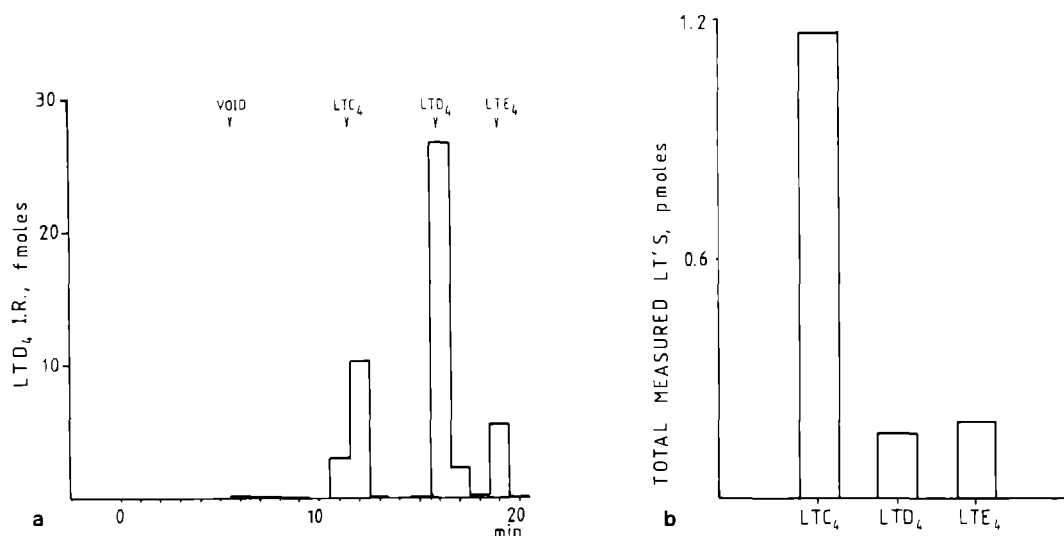 30
20
10
LTD₄ I.R., fmoles
VOID
LTC₄
LTD₄
LTE₄
0
10
20
min
a
1.2
0.6
TOTAL MEASURED LT'S, pmoles
LTC₄
LTD₄
LTE₄
b